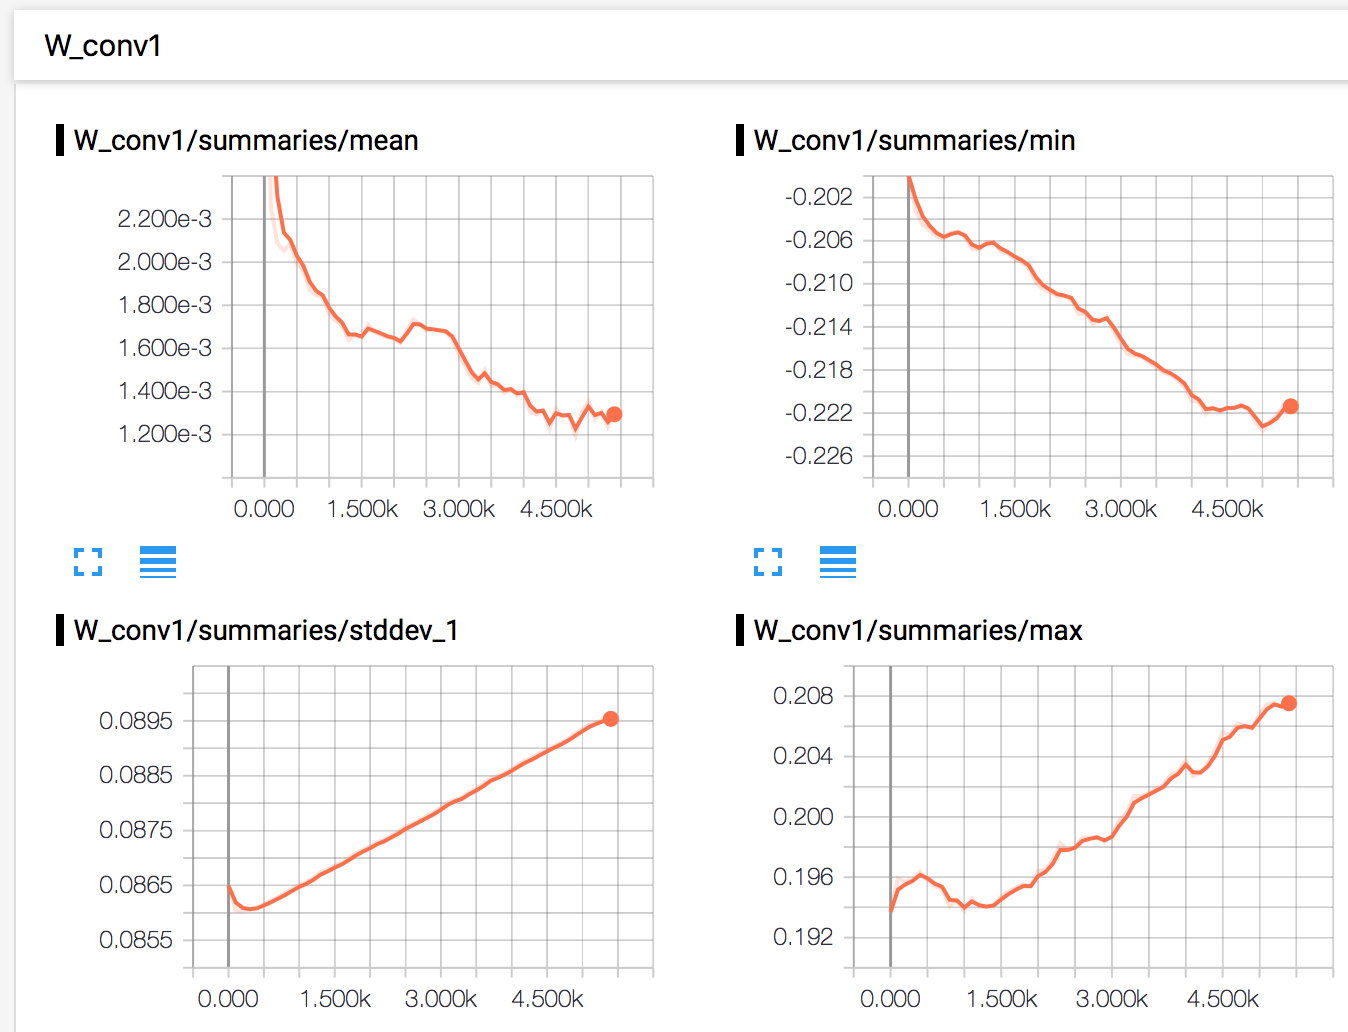 W_conv1
W_conv1/summaries/mean
2.200e-3
2.000e-3
1.800e-3
1.600e-3
1.400e-3
1.200e-3
0.000 1.500k 3.000k 4.500k
W_conv1/summaries/min
-0.202
-0.206
-0.210
-0.214
-0.218
-0.222
-0.226
0.000 1.500k 3.000k 4.500k
W_conv1/summaries/stddev_1
0.0895
0.0885
0.0875
0.0865
0.0855
0.000 1.500k 3.000k 4.500k
W_conv1/summaries/max
0.208
0.204
0.200
0.196
0.192
0.000 1.500k 3.000k 4.500k